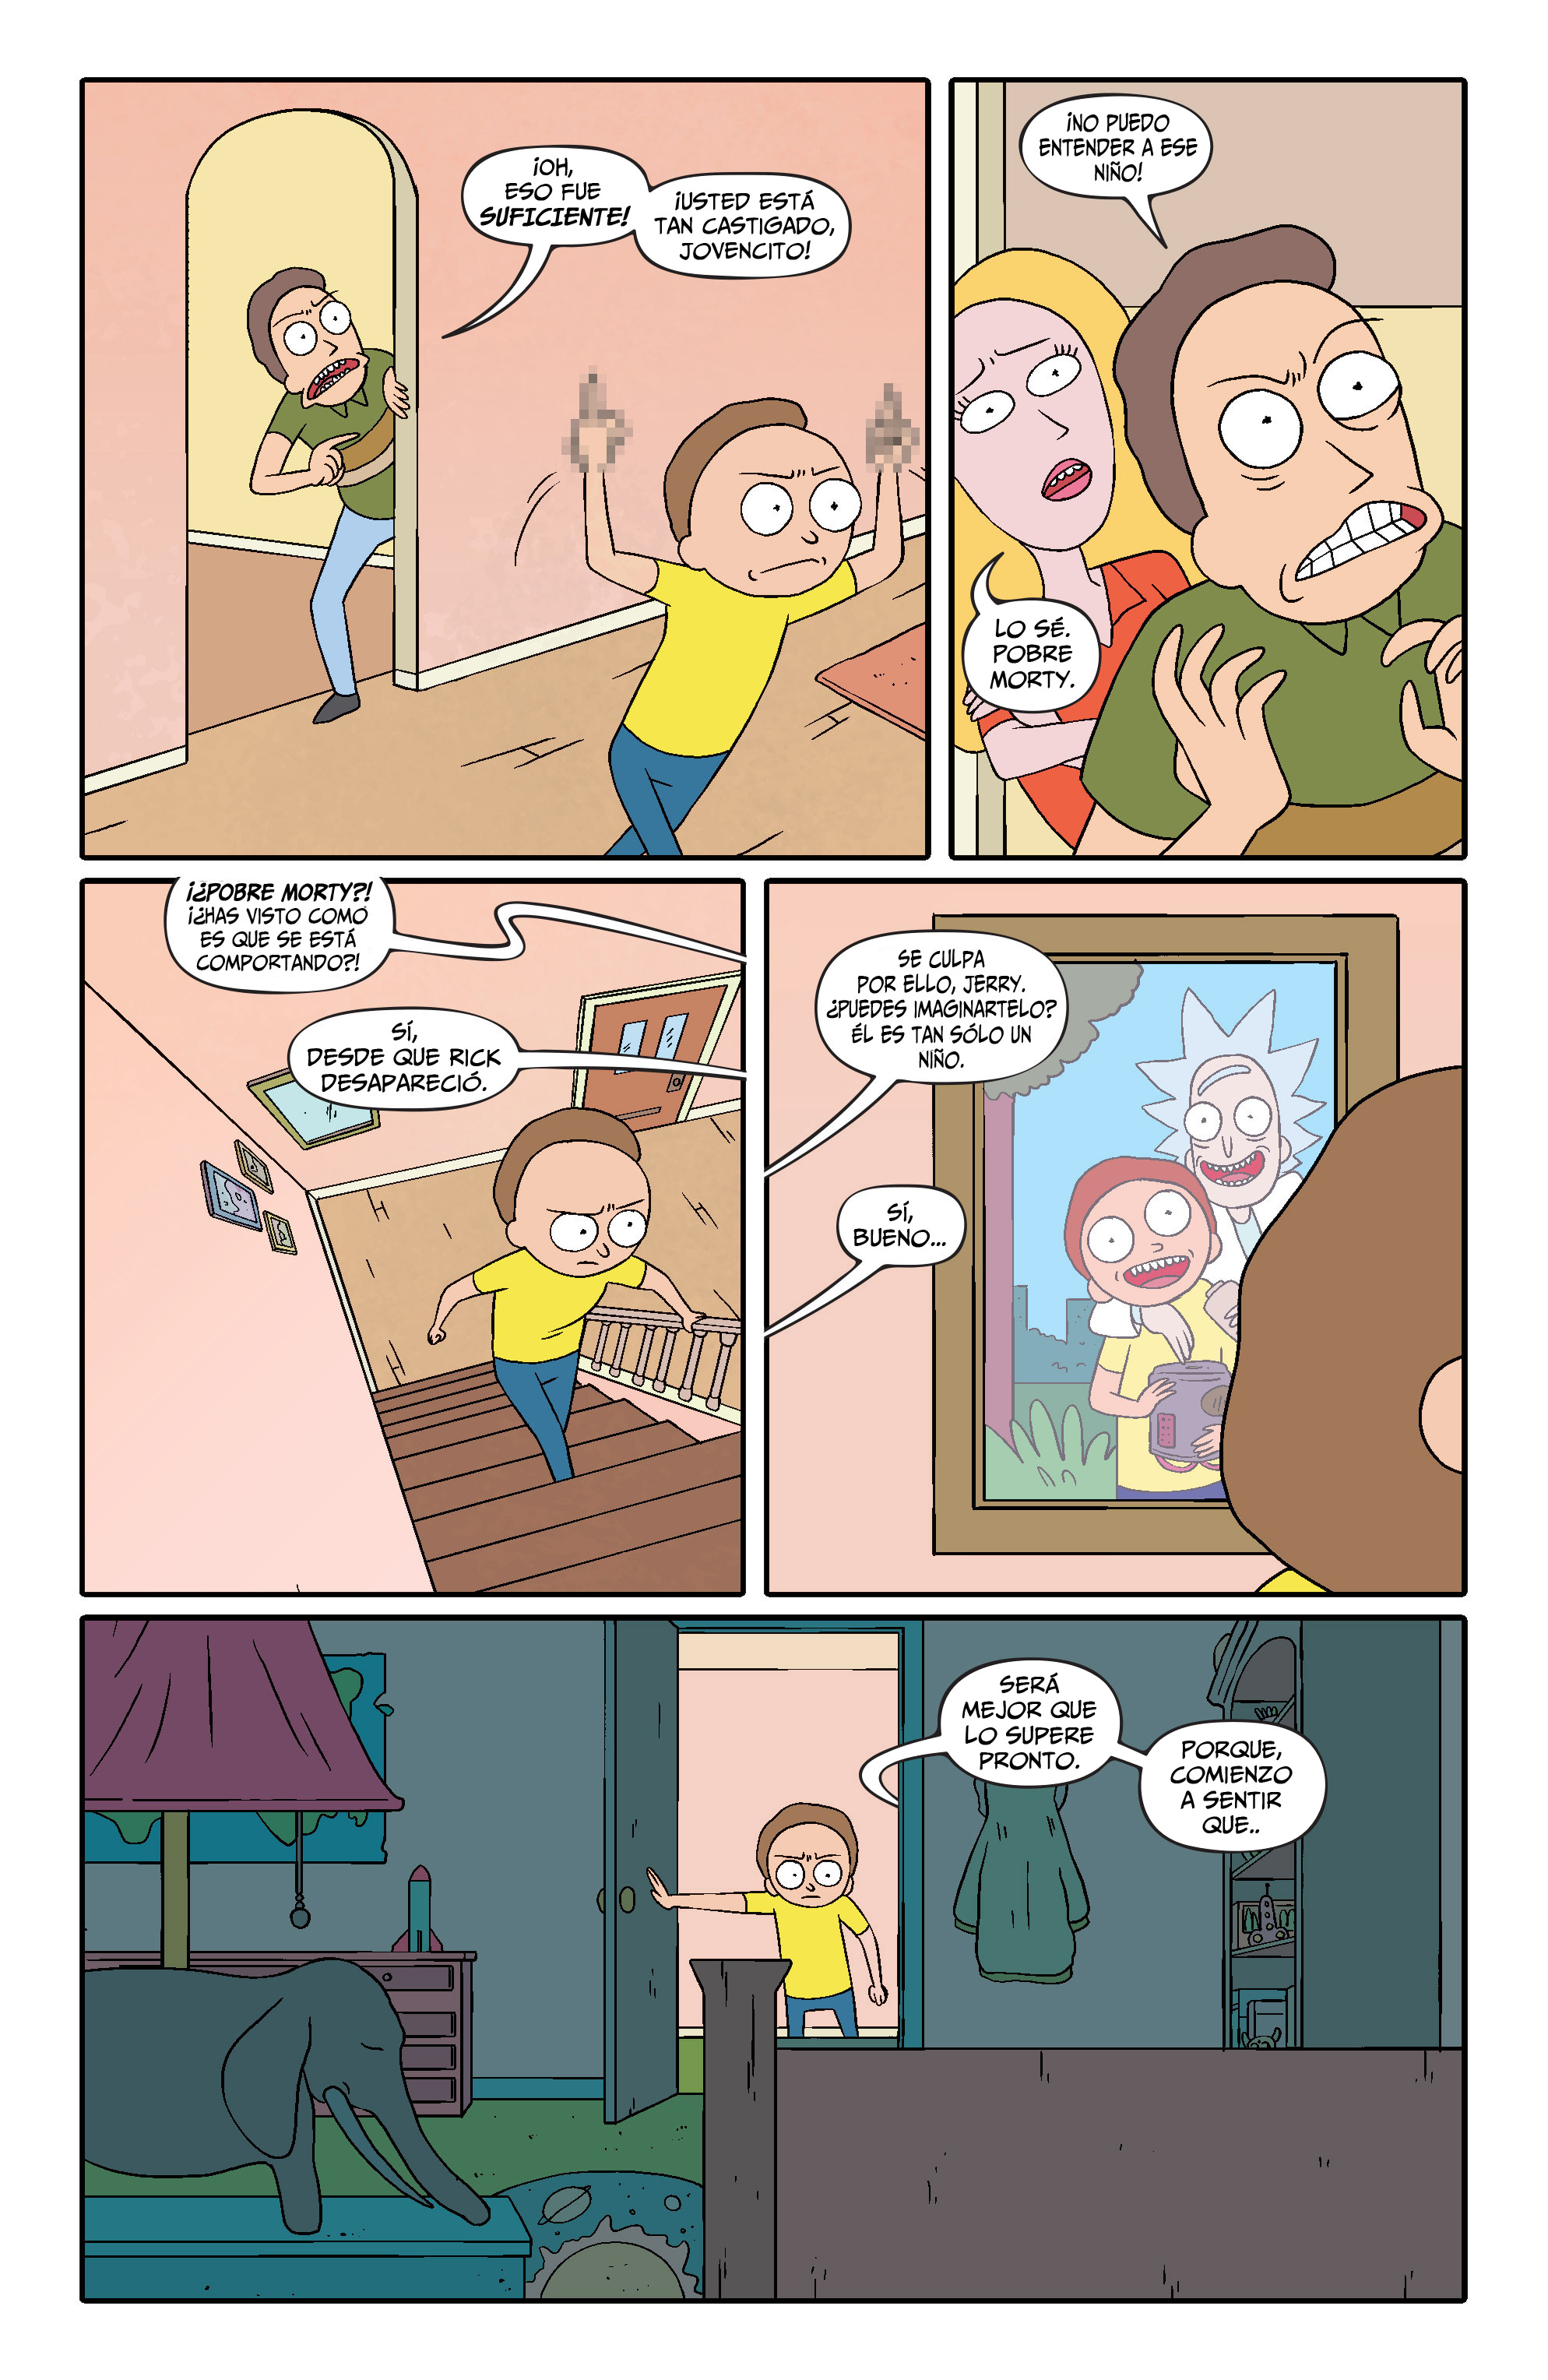 ¡OH,
ESO FUE
SUFICIENTE!
¡USTED ESTÁ
TAN CASTIGADO,
JOVENCITO!
¡NO PUEDO
ENTENDER A ESE
NIÑO!
LO SÉ.
POBRE
MORTY.
¡¿POBRE MORTY?!
¡¿HAS VISTO COMO
ES QUE SE ESTÁ
COMPORTANDO?!
SÍ,
DESDE QUE RICK
DESAPARECIÓ.
SE CULPA
POR ELLO, JERRY.
¿PUEDES IMAGINARTELO?
ÉL ES TAN SÓLO UN
NIÑO.
SÍ,
BUENO...
SERÁ
MEJOR QUE
LO SUPERE
PRONTO.
PORQUE,
COMIENZO
A SENTIR
QUE..